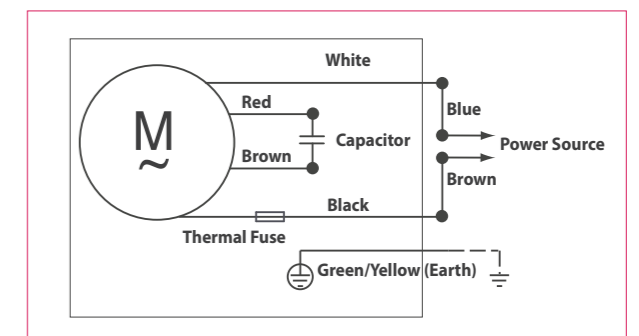 White
Red
Blue
M
~
Capacitor
Power Source
Brown
Brown
Black
Thermal Fuse
Green/Yellow (Earth)